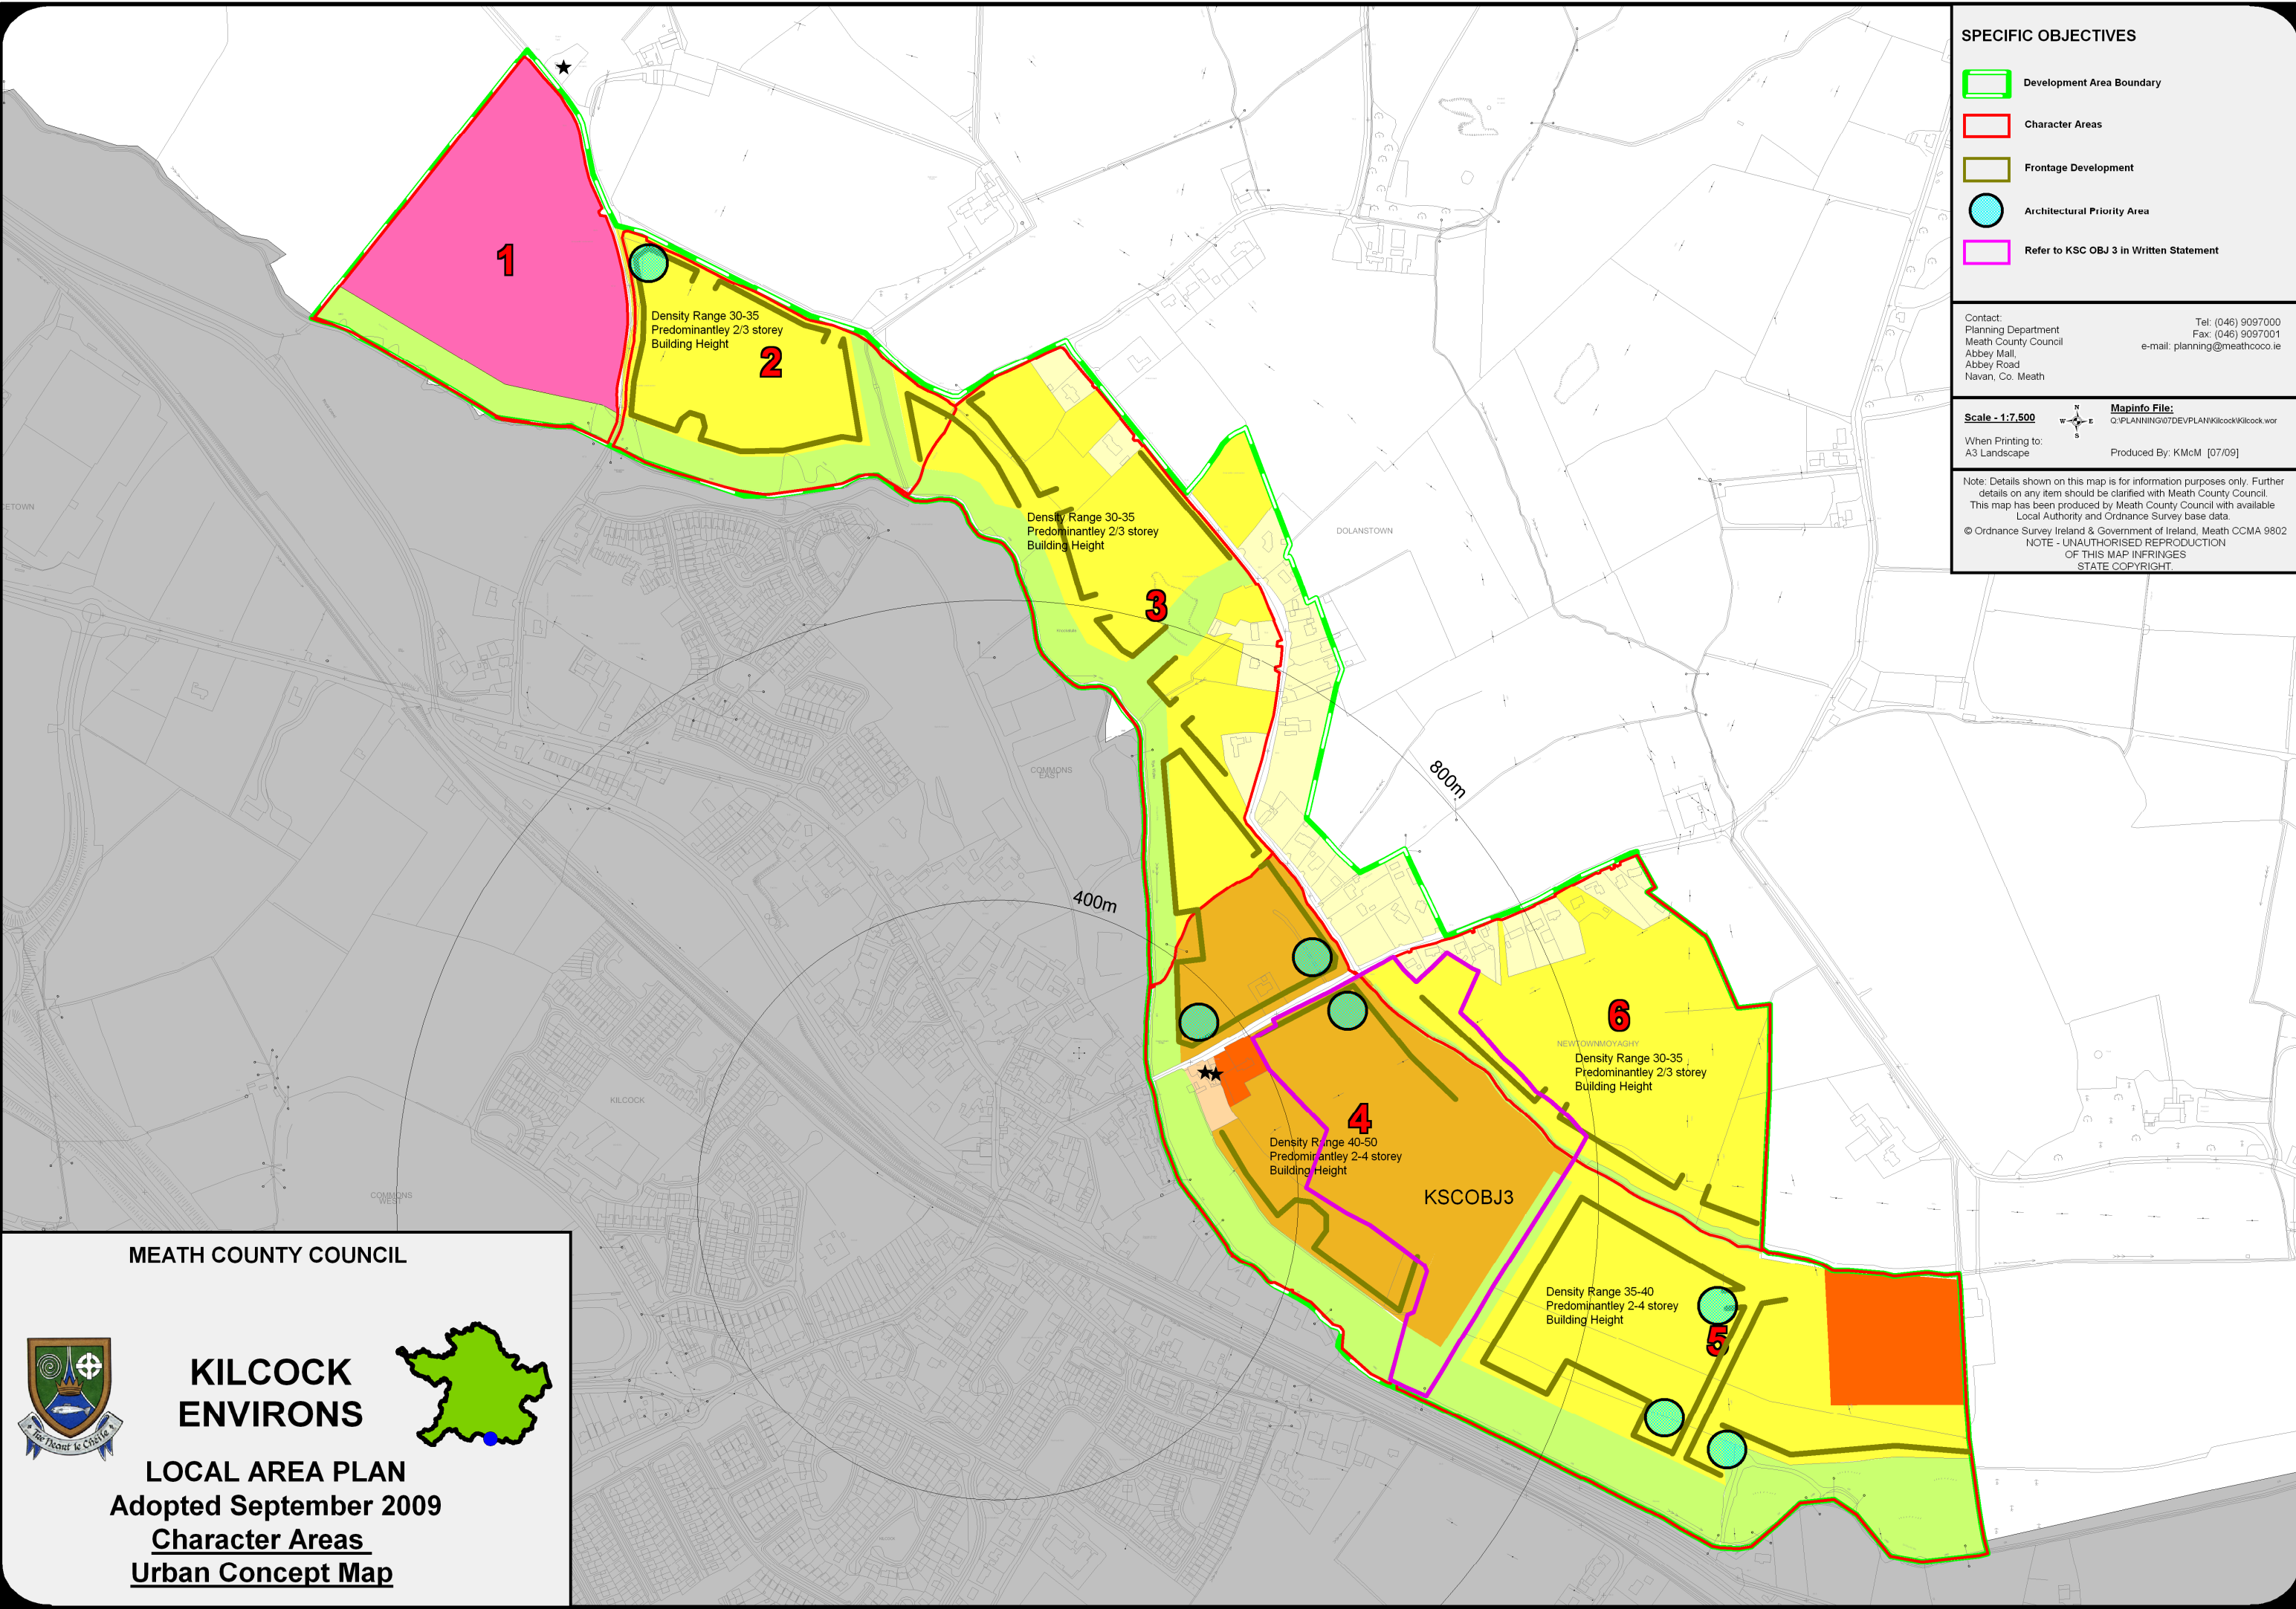 SPECIFIC OBJECTIVES
Development Area Boundary
Character Areas
Frontage Development
Architectural Priority Area
Refer to KSC OBJ 3 in Written Statement
Contact:
Planning Department
Meath County Council
Abbey Mall,
Abbey Road
Navan, Co. Meath
Tel: (046) 9097000
Fax: (046) 9097001
e-mail: planning@meathcoco.ie
Scale - 1:7,500
When Printing to:
A3 Landscape
N
W E
S
Mapinfo File:
Q:\PLANNING\07DEVPLAN\Kilcock\Kilcock.wor
Produced By: KMcM [07/09]
Note: Details shown on this map is for information purposes only. Further
details on any item should be clarified with Meath County Council.
This map has been produced by Meath County Council with available
Local Authority and Ordnance Survey base data.
© Ordnance Survey Ireland & Government of Ireland, Meath CCMA 9802
NOTE - UNAUTHORISED REPRODUCTION
OF THIS MAP INFRINGES
STATE COPYRIGHT.
1
Density Range 30-35
Predominantley 2/3 storey
Building Height
2
CETOWN
Density Range 30-35
Predominantley 2/3 storey
Building Height
DOLANSTOWN
3
COMMONS
EAST
800m
400m
6
NEWTOWNMOYAGHY
Density Range 30-35
Predominantley 2/3 storey
Building Height
KILCOCK
4
Density Range 40-50
Predominantley 2-4 storey
Building Height
KSCOBJ3
COMMONS
WEST
Density Range 35-40
Predominantley 2-4 storey
Building Height
5
MEATH COUNTY COUNCIL
KILCOCK
ENVIRONS
LOCAL AREA PLAN
Adopted September 2009
Character Areas
Urban Concept Map